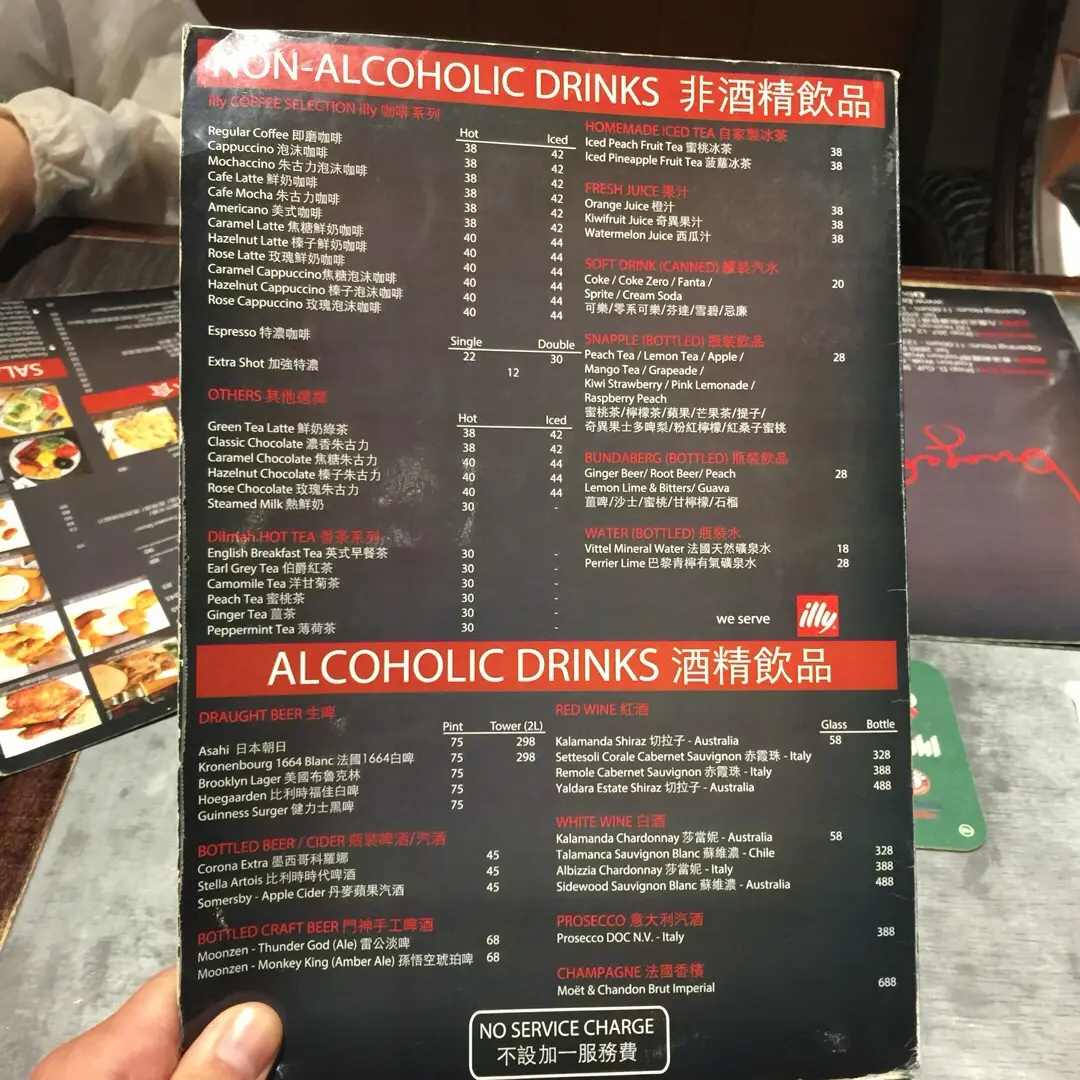 NON-ALCOHOLIC DRINKS 非酒精飲品
illy COFFEE SELECTION illy 咖啡系列
Hot Iced
Regular Coffee 即磨咖啡 38 42
Cappuccino 泡沫咖啡 38 42
Mochaccino 朱古力泡沫咖啡 38 42
Cafe Latte 鮮奶咖啡 38 42
Cafe Mocha 朱古力咖啡 38 42
Americano 美式咖啡 38 42
Caramel Latte 焦糖鮮奶咖啡 40 44
Hazelnut Latte 榛子鮮奶咖啡 40 44
Rose Latte 玫瑰鮮奶咖啡 40 44
Caramel Cappuccino焦糖泡沫咖啡 40 44
Hazelnut Cappuccino 榛子泡沫咖啡 40 44
Rose Cappuccino 玫瑰泡沫咖啡 40 44
Single Double
Espresso 特濃咖啡 22 30
Extra Shot 加強特濃 12
OTHERS 其他選擇
Hot Iced
Green Tea Latte 鮮奶綠茶 38 42
Classic Chocolate 濃香朱古力 38 42
Caramel Chocolate 焦糖朱古力 40 44
Hazelnut Chocolate 榛子朱古力 40 44
Rose Chocolate 玫瑰朱古力 40 44
Steamed Milk 熱鮮奶 30 -
Dilmah HOT TEA 香茶系列
English Breakfast Tea 英式早餐茶 30 -
Earl Grey Tea 伯爵紅茶 30 -
Camomile Tea 洋甘菊茶 30 -
Peach Tea 蜜桃茶 30 -
Ginger Tea 薑茶 30 -
Peppermint Tea 薄荷茶 30 -
HOMEMADE ICED TEA 自家製冰茶
Iced Peach Fruit Tea 蜜桃冰茶 38
Iced Pineapple Fruit Tea 菠蘿冰茶 38
FRESH JUICE 果汁
Orange Juice 橙汁 38
Kiwifruit Juice 奇異果汁 38
Watermelon Juice 西瓜汁 38
SOFT DRINK (CANNED) 罐裝汽水
Coke / Coke Zero / Fanta / 20
Sprite / Cream Soda
可樂/零系可樂/芬達/雪碧/忌廉
SNAPPLE (BOTTLED) 瓶裝飲品
Peach Tea / Lemon Tea / Apple / 28
Mango Tea / Grapeade /
Kiwi Strawberry / Pink Lemonade /
Raspberry Peach
蜜桃茶/檸檬茶/蘋果/芒果茶/提子/
奇異果士多啤梨/粉紅檸檬/紅桑子蜜桃
BUNDABERG (BOTTLED) 瓶裝飲品
Ginger Beer/ Root Beer/ Peach 28
Lemon Lime & Bitters/ Guava
薑啤/沙士/蜜桃/甘檸檬/石榴
WATER (BOTTLED) 瓶裝水
Vittel Mineral Water 法國天然礦泉水 18
Perrier Lime 巴黎青檸有氣礦泉水 28
we serve illy
ALCOHOLIC DRINKS 酒精飲品
DRAUGHT BEER 生啤
Pint Tower (2L)
Asahi 日本朝日 75 298
Kronenbourg 1664 Blanc 法國1664白啤 75 298
Brooklyn Lager 美國布魯克林 75
Hoegaarden 比利時福佳白啤 75
Guinness Surger 健力士黑啤 75
BOTTLED BEER / CIDER 瓶裝啤酒/汽酒
Corona Extra 墨西哥科羅娜 45
Stella Artois 比利時時代啤酒 45
Somersby - Apple Cider 丹麥蘋果汽酒 45
BOTTLED CRAFT BEER 門神手工啤酒
Moonzen - Thunder God (Ale) 雷公淡啤 68
Moonzen - Monkey King (Amber Ale) 孫悟空琥珀啤 68
RED WINE 紅酒
Glass Bottle
Kalamanda Shiraz 切拉子 - Australia 58
Settesoli Corale Cabernet Sauvignon 赤霞珠 - Italy 328
Remole Cabernet Sauvignon 赤霞珠 - Italy 388
Yaldara Estate Shiraz 切拉子 - Australia 488
WHITE WINE 白酒
Kalamanda Chardonnay 莎當妮 - Australia 58
Talamanca Sauvignon Blanc 蘇維濃 - Chile 328
Albizzia Chardonnay 莎當妮 - Italy 388
Sidewood Sauvignon Blanc 蘇維濃 - Australia 488
PROSECCO 意大利汽酒
Prosecco DOC N.V. - Italy 388
CHAMPAGNE 法國香檳
Moët & Chandon Brut Imperial 688
NO SERVICE CHARGE
不設加一服務費
SAL